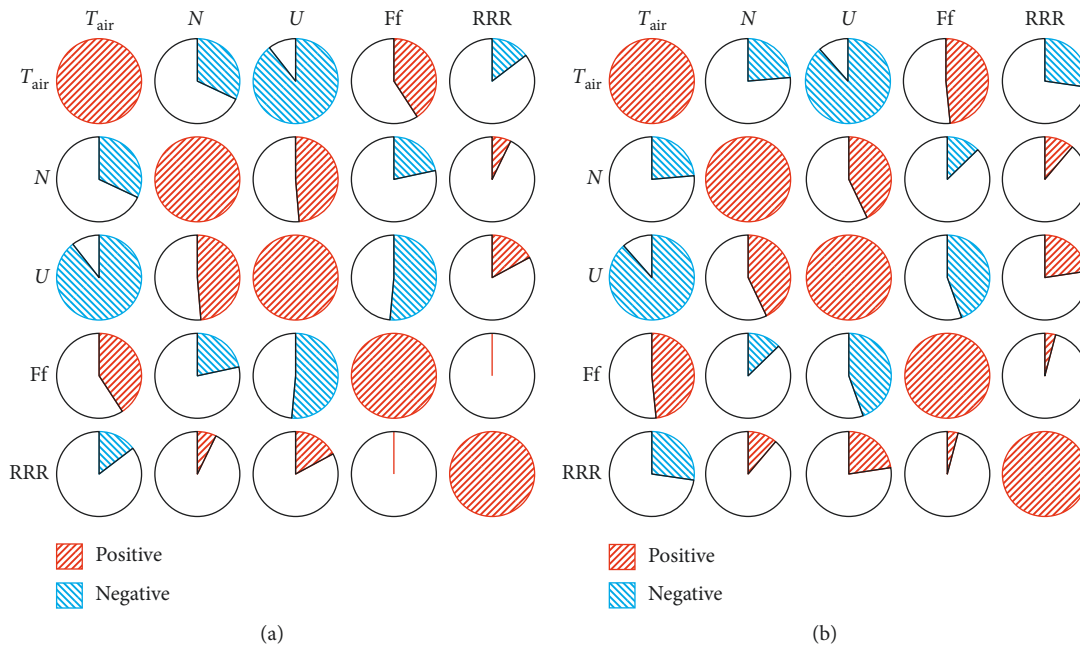 T_air N U Ff RRR
T_air
N
U
Ff
RRR
Positive
Negative
(a)
T_air N U Ff RRR
T_air
N
U
Ff
RRR
Positive
Negative
(b)